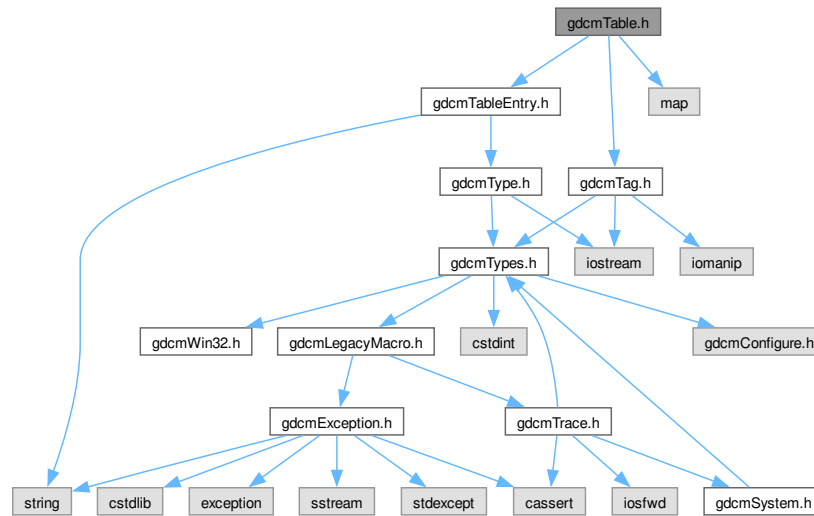 gdcmTable.h
gdcmTableEntry.h
map
gdcmType.h
gdcmTag.h
gdcmTypes.h
iostream
iomanip
gdcmWin32.h
gdcmLegacyMacro.h
cstdint
gdcmConfigure.h
gdcmException.h
gdcmTrace.h
string
cstdlib
exception
sstream
stdexcept
cassert
iosfwd
gdcmSystem.h